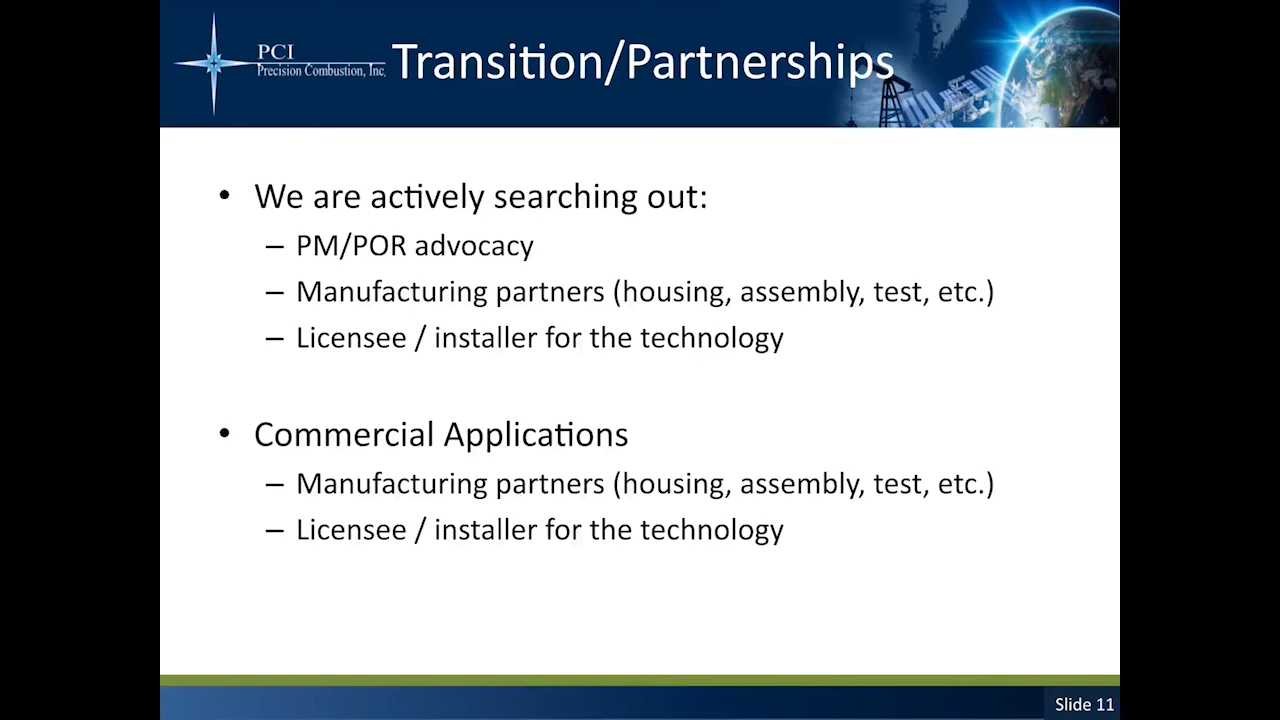 PCI
Precision Combustion, Inc.
Transition/Partnerships
• We are actively searching out:
– PM/POR advocacy
– Manufacturing partners (housing, assembly, test, etc.)
– Licensee / installer for the technology
• Commercial Applications
– Manufacturing partners (housing, assembly, test, etc.)
– Licensee / installer for the technology
Slide 11